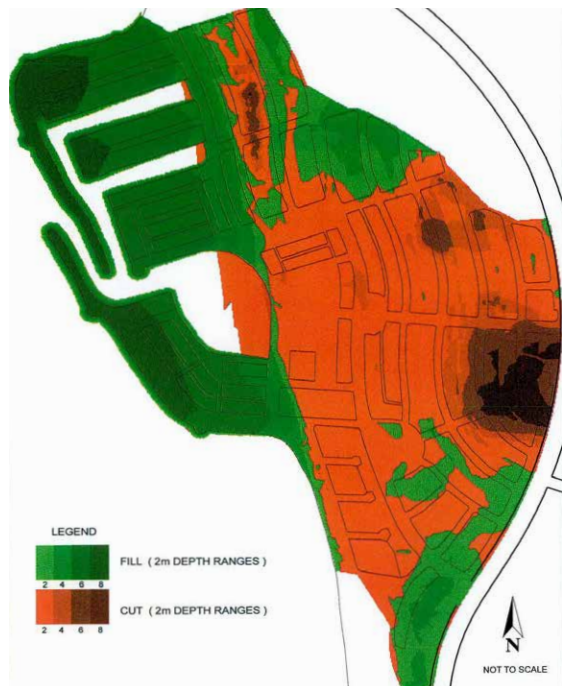 LEGEND
FILL ( 2m DEPTH RANGES )
2 4 6 8
CUT ( 2m DEPTH RANGES )
2 4 6 8
N
NOT TO SCALE